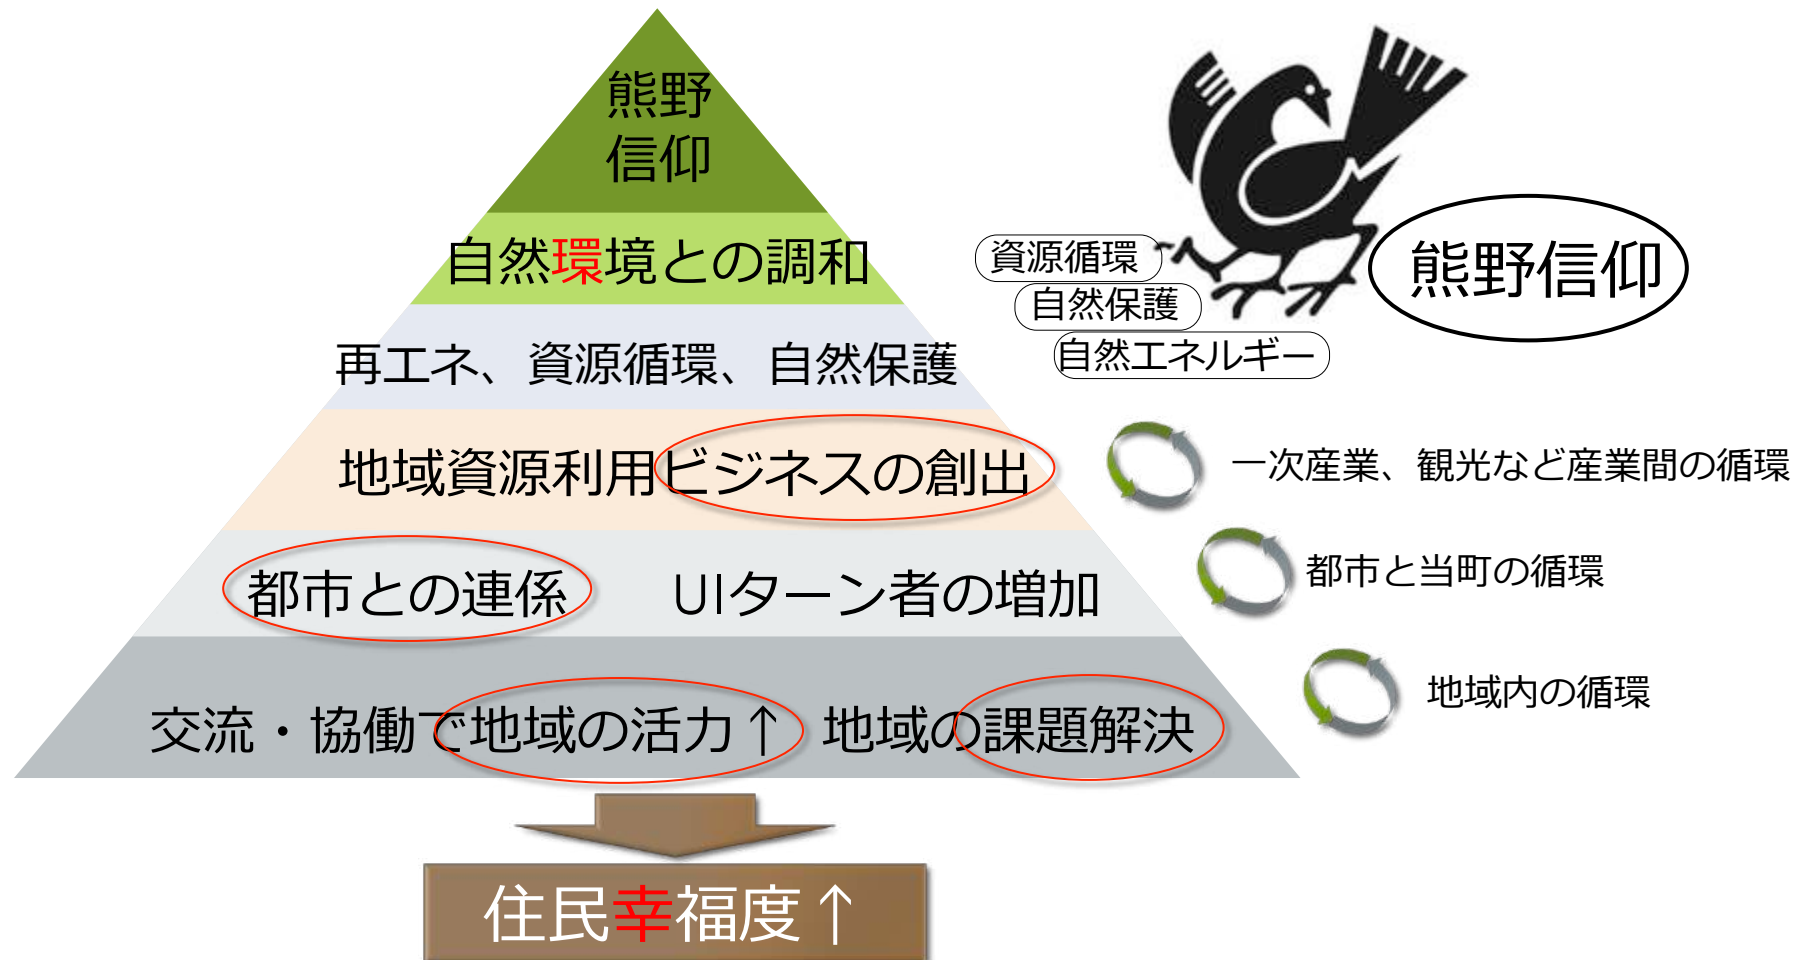 熊野
信仰
自然環境との調和
再エネ、資源循環、自然保護
地域資源利用ビジネスの創出
都市との連係 UIターン者の増加
交流・協働で地域の活力↑ 地域の課題解決
住民幸福度↑
熊野信仰
資源循環
自然保護
自然エネルギー
一次産業、観光など産業間の循環
都市と当町の循環
地域内の循環